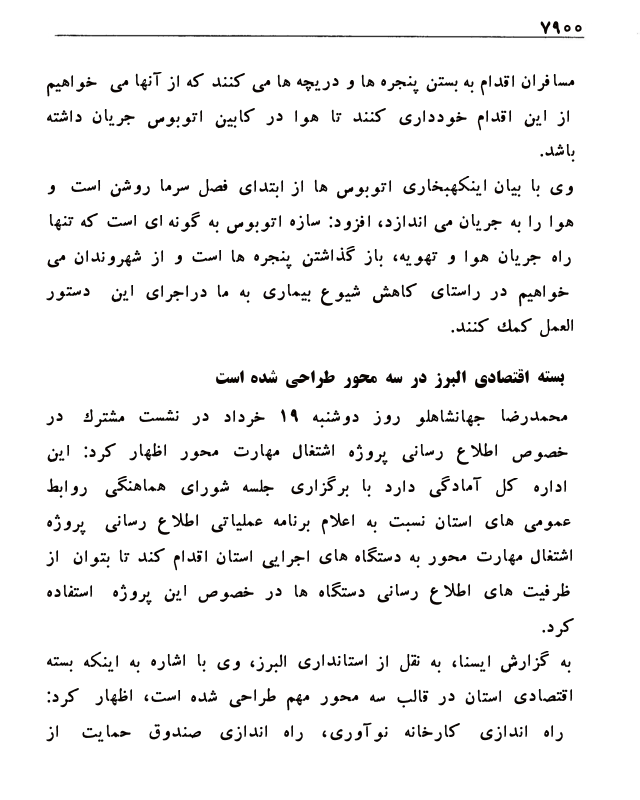 ۷۹۰۰
مسافران اقدام به بستن پنجره ها و دریچه ها می کنند که از آنها می خواهیم
از این اقدام خودداری کنند تا هوا در کابین اتوبوس جریان داشته
باشد.
وی با بیان اینکهبخاری اتوبوس ها از ابتدای فصل سرما روشن است و
هوا را به جریان می اندازد، افزود: سازه اتوبوس به گونه ای است که تنها
راه جریان هوا و تهویه، باز گذاشتن پنجره ها است و از شهروندان می
خواهیم در راستای کاهش شیوع بیماری به ما دراجرای این دستور
العمل کمك کنند.
بسته اقتصادی البرز در سه محور طراحی شده است
محمدرضا جهانشاهلو روز دوشنبه ۱۹ خرداد در نشست مشترك در
خصوص اطلاع رسانی پروژه اشتغال مهارت محور اظهار کرد: این
اداره کل آمادگی دارد با برگزاری جلسه شورای هماهنگی روابط
عمومی های استان نسبت به اعلام برنامه عملیاتی اطلاع رسانی پروژه
اشتغال مهارت محور به دستگاه های اجرایی استان اقدام کند تا بتوان از
ظرفیت های اطلاع رسانی دستگاه ها در خصوص این پروژه استفاده
کرد.
به گزارش ایسنا، به نقل از استانداری البرز، وی با اشاره به اینکه بسته
اقتصادی استان در قالب سه محور مهم طراحی شده است، اظهار کرد:
راه اندازی کارخانه نوآوری، راه اندازی صندوق حمایت از